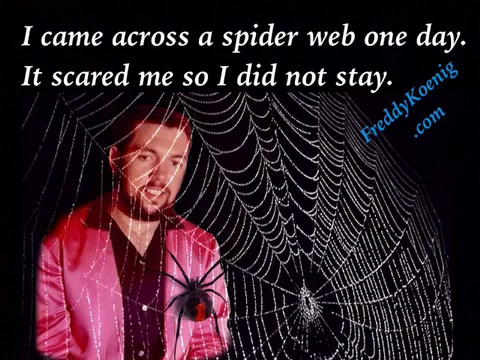 I came across a spider web one day.
It scared me so I did not stay.
FreddyKoenig
.com